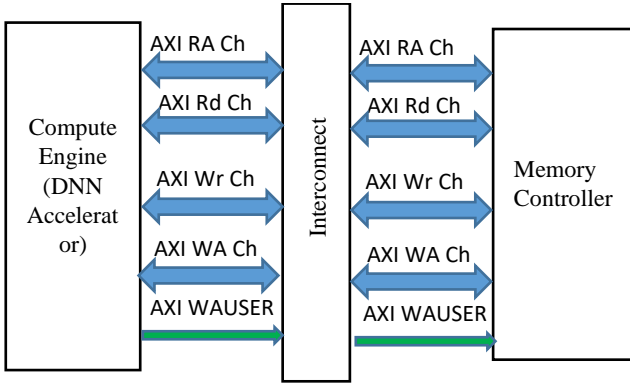 AXI RA Ch
AXI RA Ch
AXI Rd Ch
AXI Rd Ch
Compute
Engine
(DNN
Accelerat
or)
Interconnect
Memory
Controller
AXI Wr Ch
AXI Wr Ch
AXI WA Ch
AXI WA Ch
AXI WAUSER
AXI WAUSER